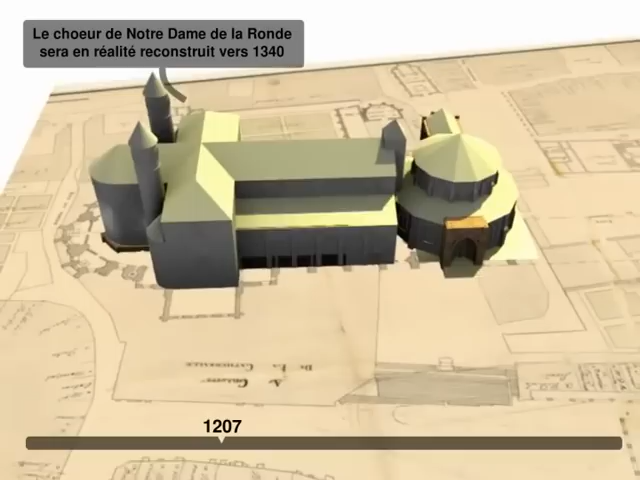 Le choeur de Notre Dame de la Ronde
sera en réalité reconstruit vers 1340
1207